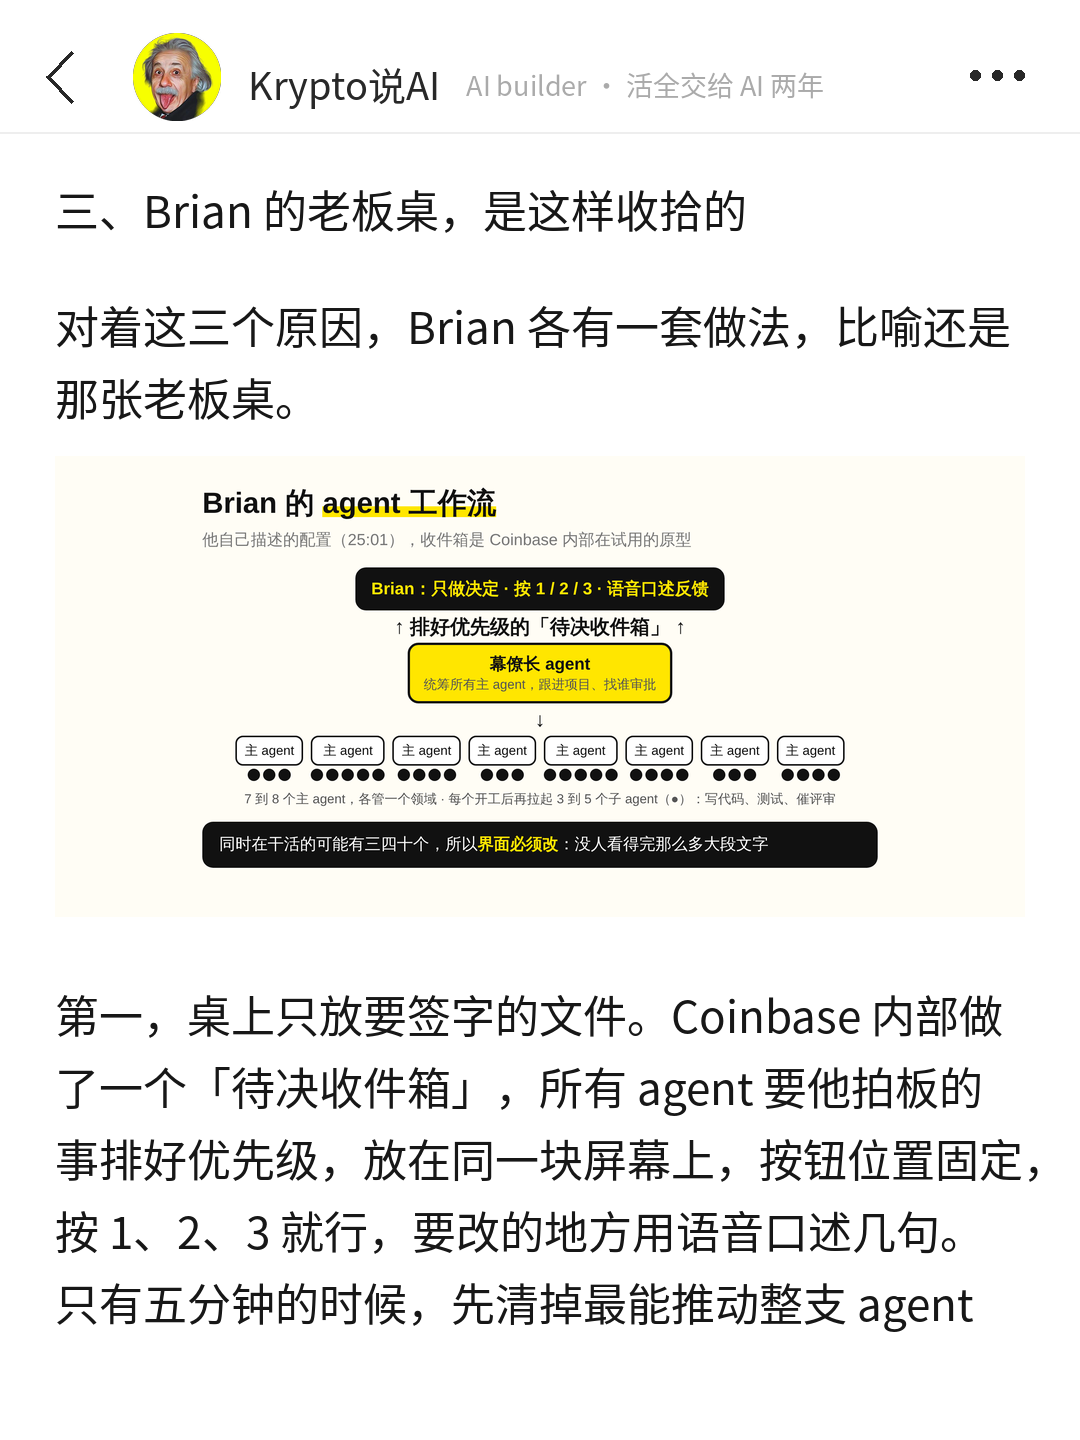 Krypto说AI AI builder · 活全交给 AI 两年
三、Brian 的老板桌，是这样收拾的
对着这三个原因，Brian 各有一套做法，比喻还是
那张老板桌。
Brian 的 agent 工作流
他自己描述的配置（25:01），收件箱是 Coinbase 内部在试用的原型
Brian：只做决定 · 按 1 / 2 / 3 · 语音口述反馈
↑ 排好优先级的「待决收件箱」 ↑
幕僚长 agent
统筹所有主 agent，跟进项目、找谁审批
↓
主 agent 主 agent 主 agent 主 agent 主 agent 主 agent 主 agent 主 agent
7 到 8 个主 agent，各管一个领域 · 每个开工后再拉起 3 到 5 个子 agent（●）：写代码、测试、催评审
同时在干活的可能有三四十个，所以界面必须改：没人看得完那么多大段文字
第一，桌上只放要签字的文件。Coinbase 内部做
了一个「待决收件箱」，所有 agent 要他拍板的
事排好优先级，放在同一块屏幕上，按钮位置固定，
按 1、2、3 就行，要改的地方用语音口述几句。
只有五分钟的时候，先清掉最能推动整支 agent